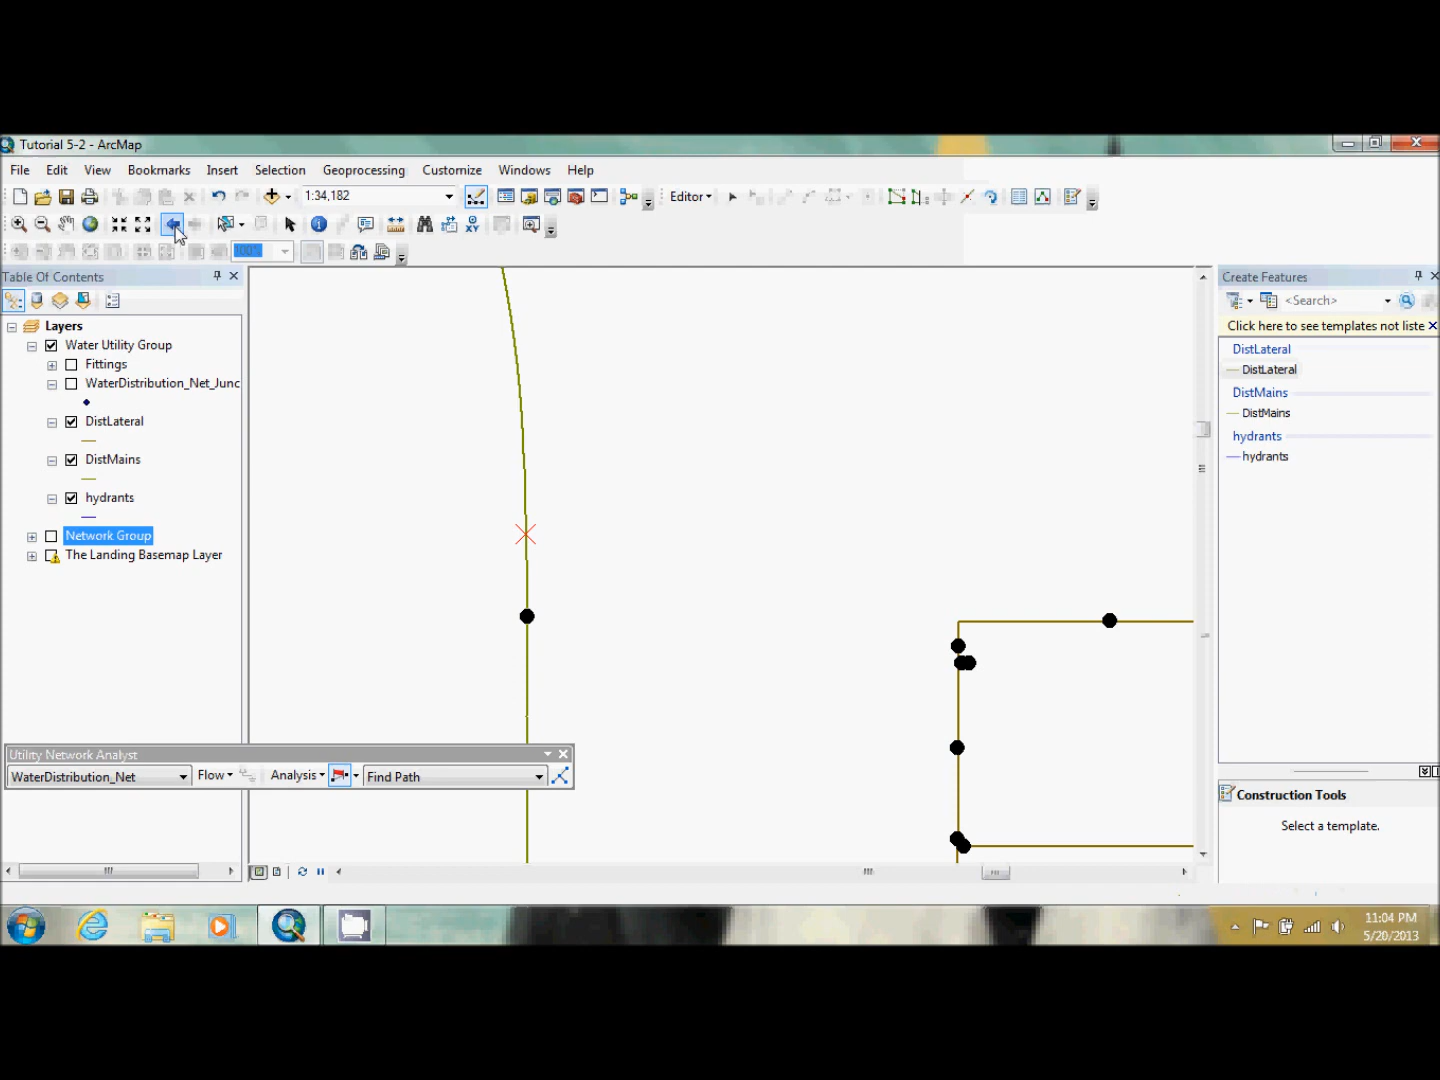 Tutorial 5-2 - ArcMap
File Edit View Bookmarks Insert Selection Geoprocessing Customize Windows Help
1:34,182 Editor
100%
Table Of Contents
Layers
Water Utility Group
Fittings
WaterDistribution_Net_Junc
DistLateral
DistMains
hydrants
Network Group
The Landing Basemap Layer
Utility Network Analyst
WaterDistribution_Net Flow Analysis Find Path
Create Features
<Search>
Click here to see templates not liste
DistLateral
DistLateral
DistMains
DistMains
hydrants
hydrants
Construction Tools
Select a template.
11:04 PM
5/20/2013